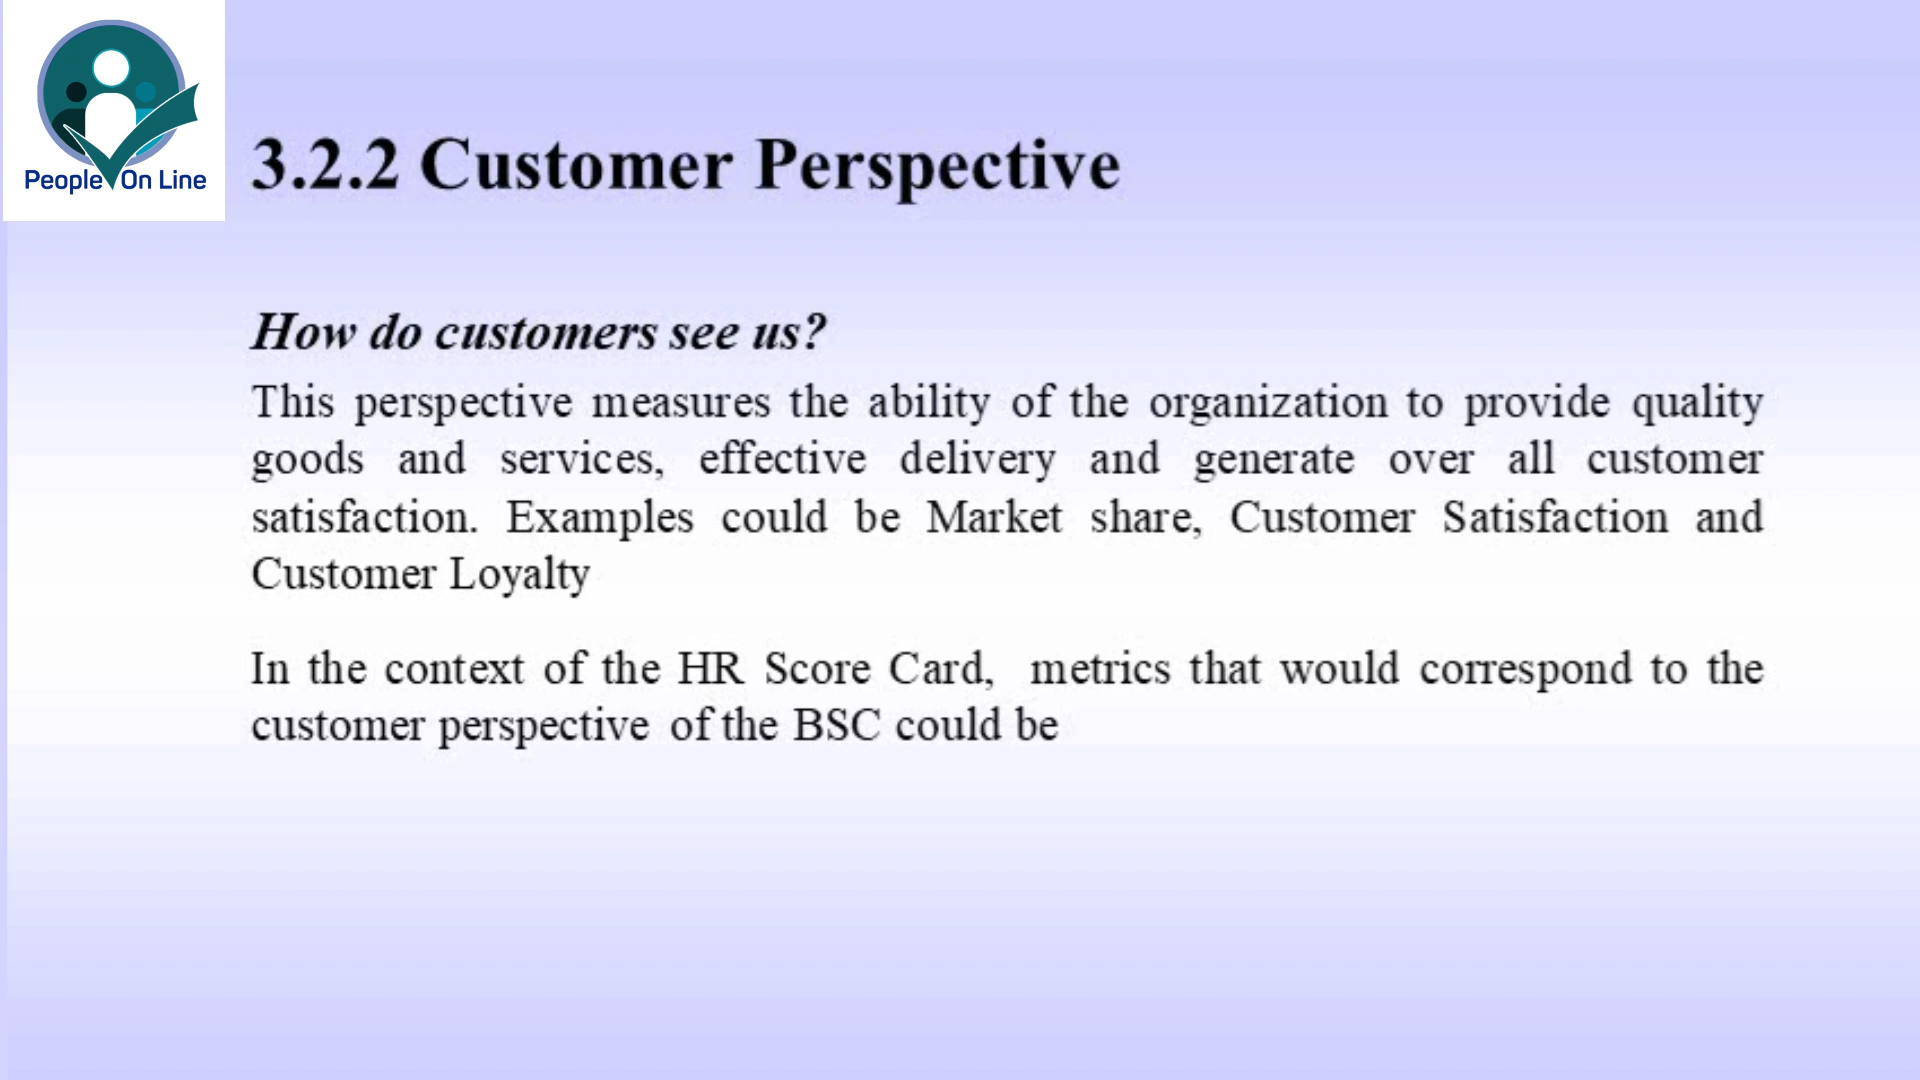 People On Line
3.2.2 Customer Perspective
How do customers see us?
This perspective measures the ability of the organization to provide quality
goods and services, effective delivery and generate over all customer
satisfaction. Examples could be Market share, Customer Satisfaction and
Customer Loyalty
In the context of the HR Score Card, metrics that would correspond to the
customer perspective of the BSC could be